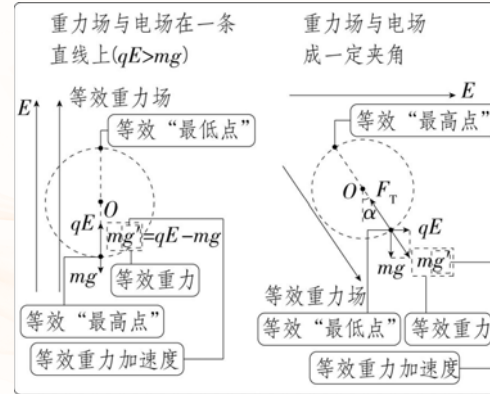 重力场与电场在一条
直线上(qE>mg)
E
等效重力场
等效“最低点”
O
qE
mg′=qE-mg
mg
等效重力
等效“最高点”
等效重力加速度
重力场与电场
成一定夹角
E
等效“最高点”
O
F_T
α
qE
mg
mg′
等效重力场
等效“最低点”
等效重力
等效重力加速度